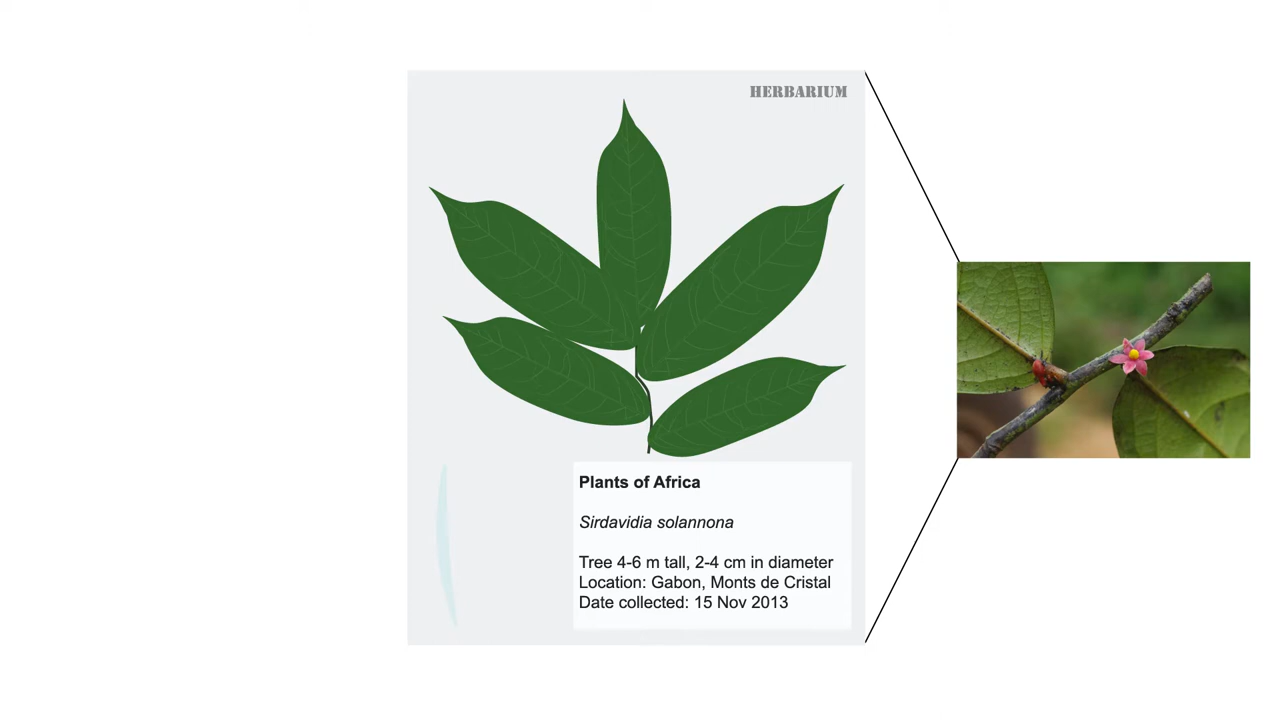 HERBARIUM
Plants of Africa
Sirdavidia solannona
Tree 4-6 m tall, 2-4 cm in diameter
Location: Gabon, Monts de Cristal
Date collected: 15 Nov 2013